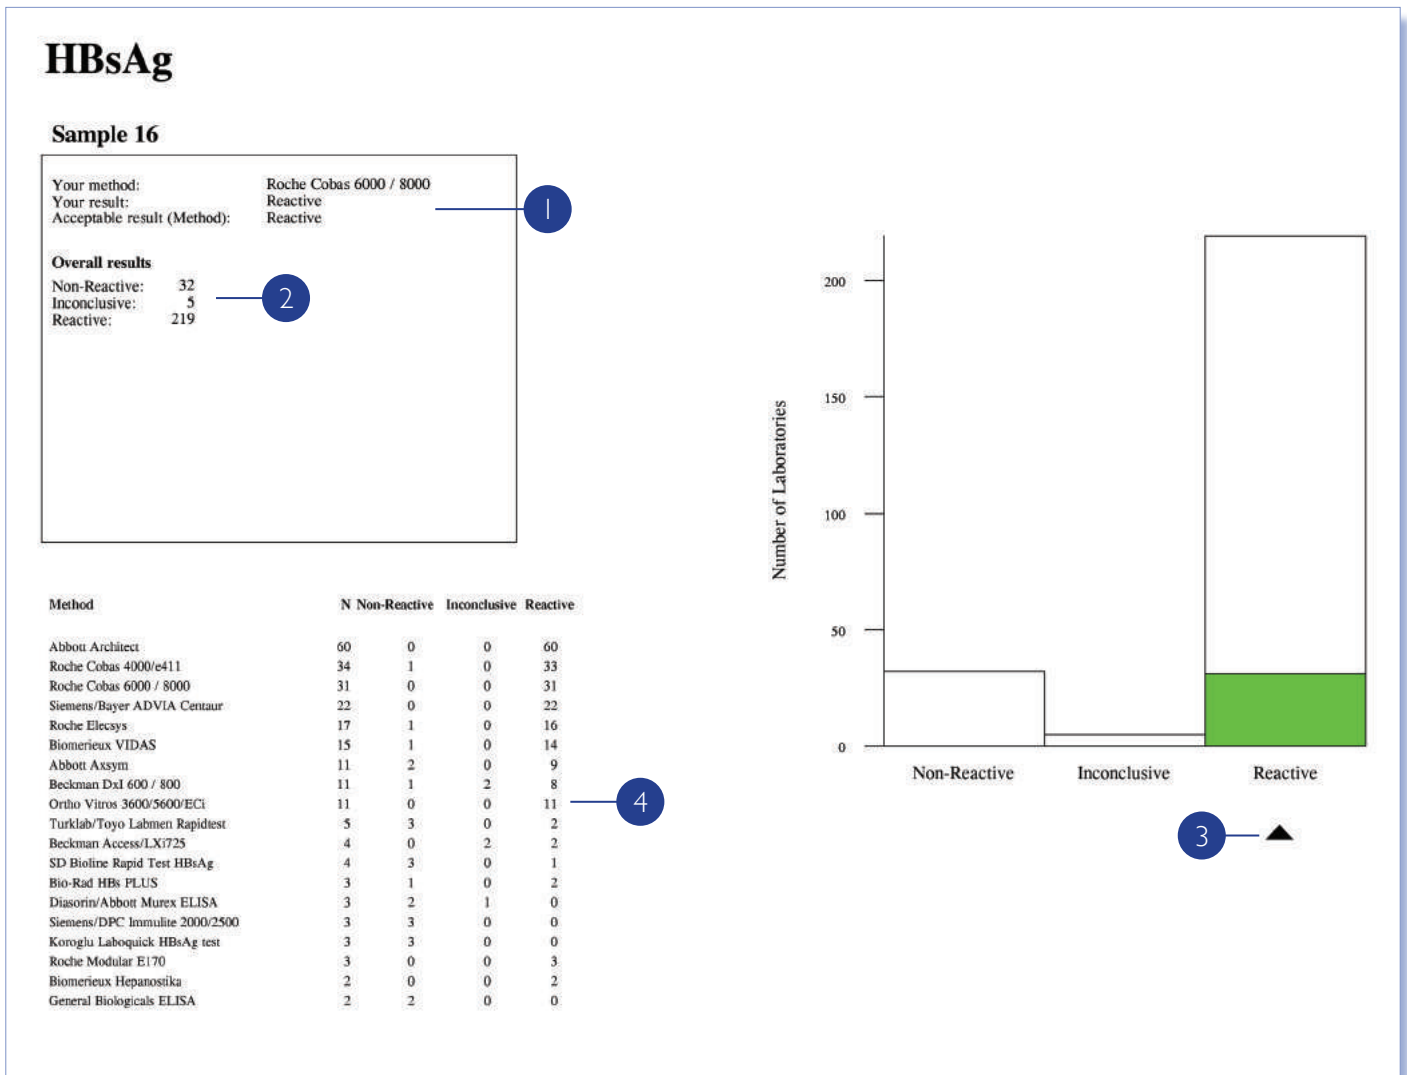 HBsAg
Sample 16
Your method: Roche Cobas 6000 / 8000
Your result: Reactive
Acceptable result (Method): Reactive
1
Overall results
Non-Reactive: 32
Inconclusive: 5
Reactive: 219
2
Method N Non-Reactive Inconclusive Reactive
Abbott Architect 60 0 0 60
Roche Cobas 4000/e411 34 1 0 33
Roche Cobas 6000 / 8000 31 0 0 31
Siemens/Bayer ADVIA Centaur 22 0 0 22
Roche Elecsys 17 1 0 16
Biomerieux VIDAS 15 1 0 14
Abbott Axsym 11 2 0 9
Beckman DxI 600 / 800 11 1 2 8
Ortho Vitros 3600/5600/ECi 11 0 0 11
4
Turklab/Toyo Labmen Rapidtest 5 3 0 2
Beckman Access/LXi725 4 0 2 2
SD Bioline Rapid Test HBsAg 4 3 0 1
Bio-Rad HBs PLUS 3 1 0 2
Diasorin/Abbott Murex ELISA 3 2 1 0
Siemens/DPC Immulite 2000/2500 3 3 0 0
Koroglu Laboquick HBsAg test 3 3 0 0
Roche Modular E170 3 0 0 3
Biomerieux Hepanostika 2 0 0 2
General Biologicals ELISA 2 2 0 0
Number of Laboratories
200
150
100
50
0
Non-Reactive Inconclusive Reactive
3